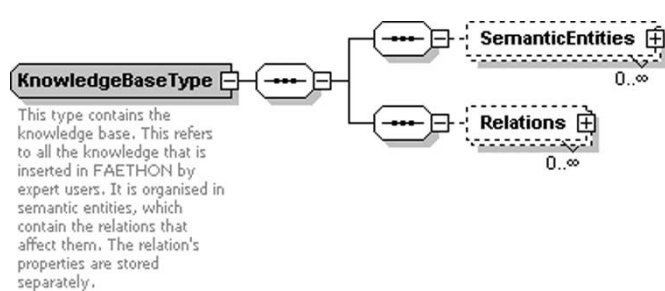 SemanticEntities
0..∞
KnowledgeBaseType
This type contains the
knowledge base. This refers
to all the knowledge that is
inserted in FAETHON by
expert users. It is organised in
semantic entities, which
contain the relations that
affect them. The relation's
properties are stored
separately.
Relations
0..∞